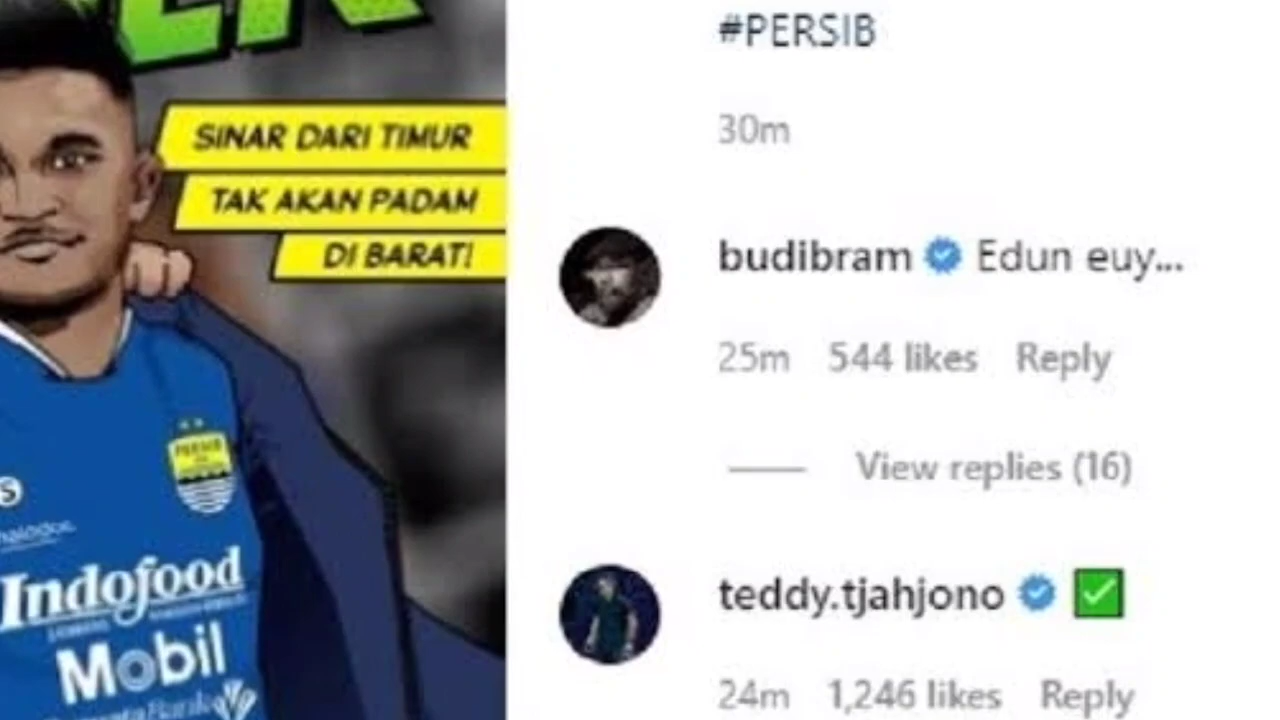 SINAR DARI TIMUR
TAK AKAN PADAM
DI BARAT!
PERSIB
Indofood
Mobil
#PERSIB
30m
budibram Edun euy...
25m 544 likes Reply
View replies (16)
teddy.tjahjono ✅
24m 1,246 likes Reply